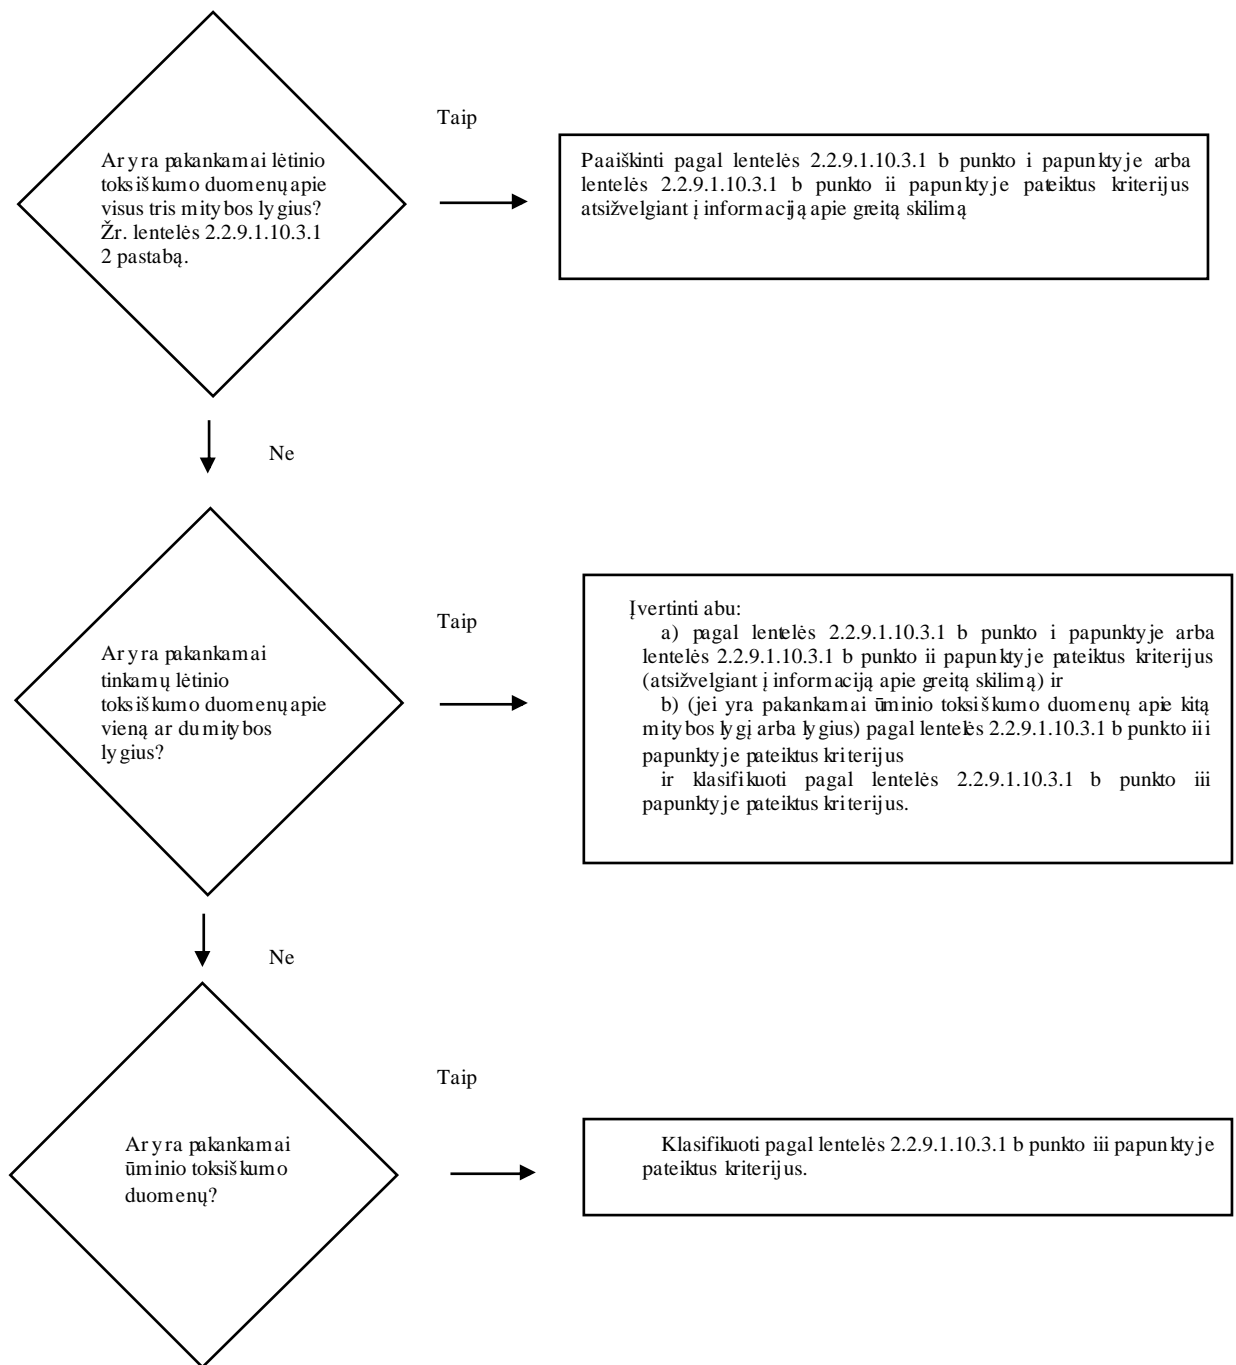 Taip
Ar yra pakankamai lėtinio
toksiškumo duomenų apie
visus tris mitybos lygius?
Žr. lentelės 2.2.9.1.10.3.1
2 pastabą.
Paaiškinti pagal lentelės 2.2.9.1.10.3.1 b punkto i papunktyje arba
lentelės 2.2.9.1.10.3.1 b punkto ii papunktyje pateiktus kriterijus
atsižvelgiant į informaciją apie greitą skilimą
Ne
Taip
Ar yra pakankamai
tinkamų lėtinio
toksiškumo duomenų apie
vieną ar du mitybos
lygius?
Įvertinti abu:
a) pagal lentelės 2.2.9.1.10.3.1 b punkto i papunktyje arba
lentelės 2.2.9.1.10.3.1 b punkto ii papunktyje pateiktus kriterijus
(atsižvelgiant į informaciją apie greitą skilimą) ir
b) (jei yra pakankamai ūminio toksiškumo duomenų apie kitą
mitybos lygį arba lygius) pagal lentelės 2.2.9.1.10.3.1 b punkto iii
papunktyje pateiktus kriterijus
ir klasifikuoti pagal lentelės 2.2.9.1.10.3.1 b punkto iii
papunktyje pateiktus kriterijus.
Ne
Taip
Ar yra pakankamai
ūminio toksiškumo
duomenų?
Klasifikuoti pagal lentelės 2.2.9.1.10.3.1 b punkto iii papunktyje
pateiktus kriterijus.